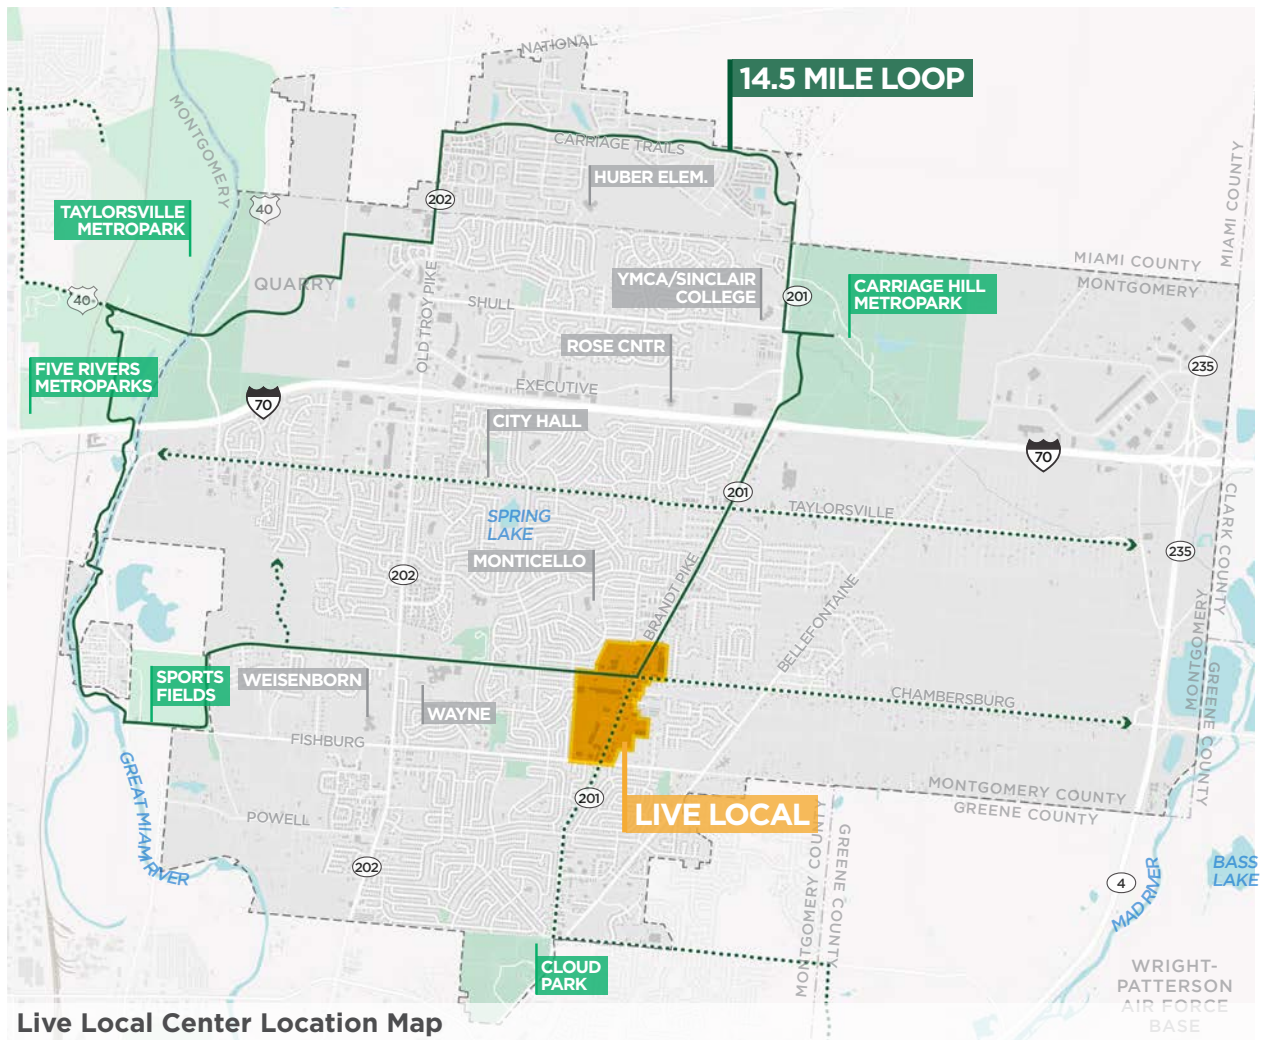 NATIONAL
14.5 MILE LOOP
MONTGOMERY
CARRIAGE TRAILS
HUBER ELEM.
MIAMI COUNTY
202
40
TAYLORSVILLE
METROPARK
MIAMI COUNTY
MONTGOMERY
QUARRY
YMCA/SINCLAIR
COLLEGE
201
CARRIAGE HILL
METROPARK
40
SHULL
OLD TROY PIKE
ROSE CNTR
235
FIVE RIVERS
METROPARKS
EXECUTIVE
70
CITY HALL
70
201
TAYLORSVILLE
CLARK COUNTY
SPRING
LAKE
235
MONTICELLO
202
BRANDT PIKE
BELLEFONTAINE
MONTGOMERY
GREENE COUNTY
SPORTS
FIELDS
WEISENBORN
WAYNE
CHAMBERSBURG
FISHBURG
GREAT MIAMI
RIVER
MONTGOMERY COUNTY
GREENE COUNTY
201
LIVE LOCAL
POWELL
MONTGOMERY COUNTY
GREENE COUNTY
202
4
MAD RIVER
BASS
LAKE
CLOUD
PARK
WRIGHT-
PATTERSON
AIR FORCE
BASE
Live Local Center Location Map